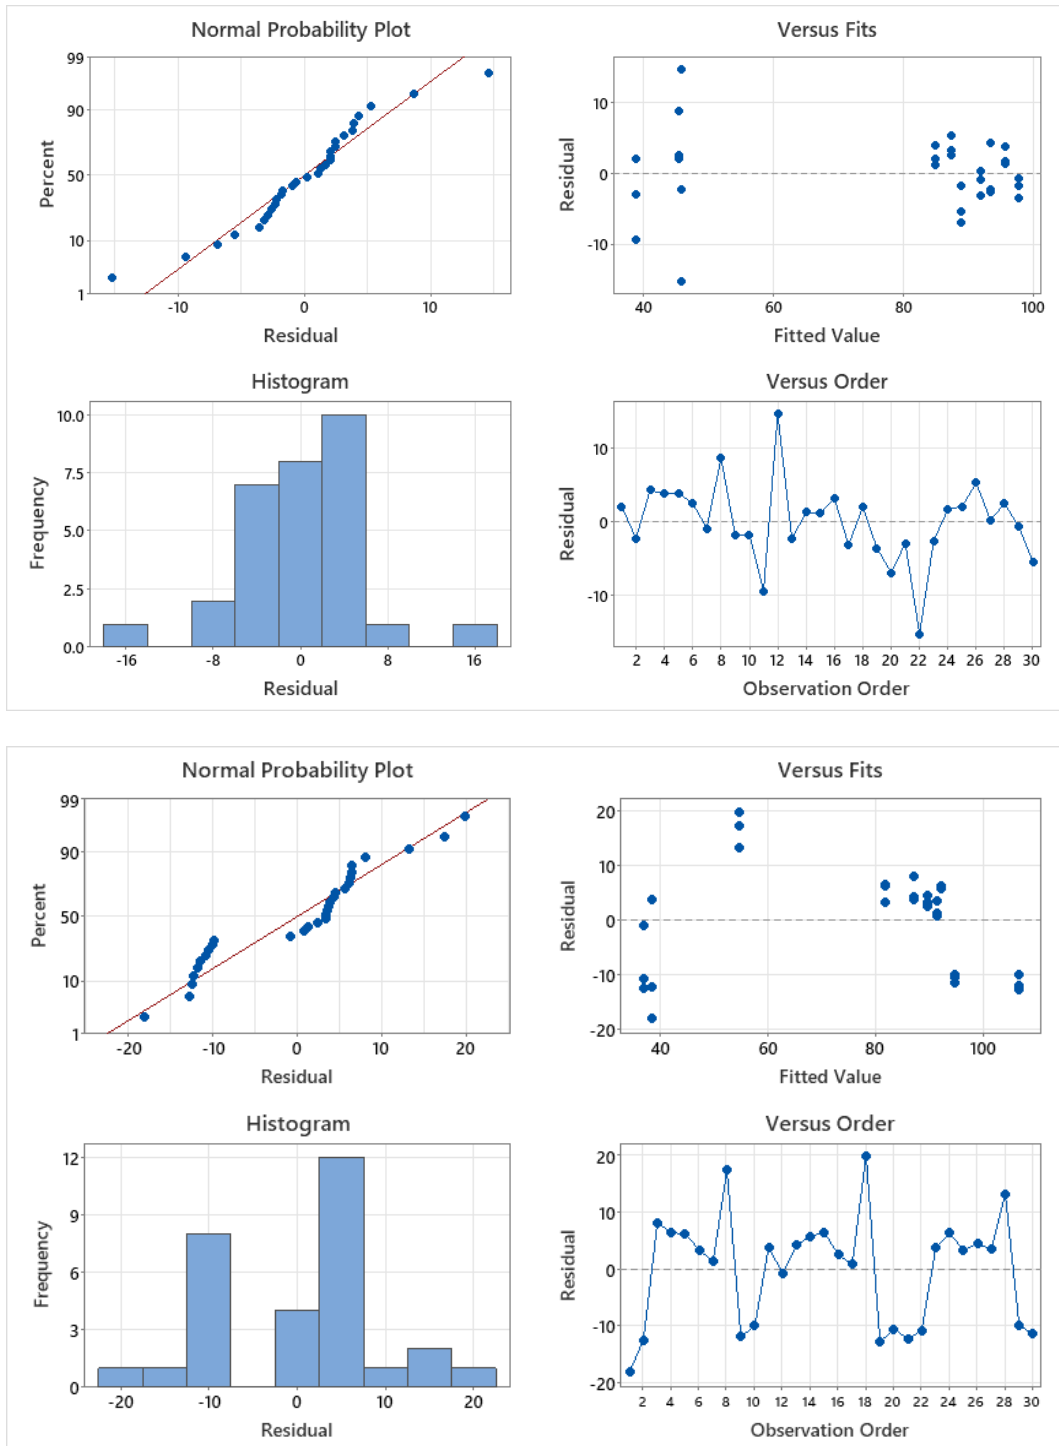 Normal Probability Plot
99
90
50
10
1
Percent
-10
0
10
Residual
Versus Fits
10
0
-10
Residual
40
60
80
100
Fitted Value
Histogram
10.0
7.5
5.0
2.5
0.0
Frequency
-16
-8
0
8
16
Residual
Versus Order
10
0
-10
Residual
2 4 6 8 10 12 14 16 18 20 22 24 26 28 30
Observation Order
Normal Probability Plot
99
90
50
10
1
Percent
-20
-10
0
10
20
Residual
Versus Fits
20
10
0
-10
-20
Residual
40
60
80
100
Fitted Value
Histogram
12
9
6
3
0
Frequency
-20
-10
0
10
20
Residual
Versus Order
20
10
0
-10
-20
Residual
2 4 6 8 10 12 14 16 18 20 22 24 26 28 30
Observation Order